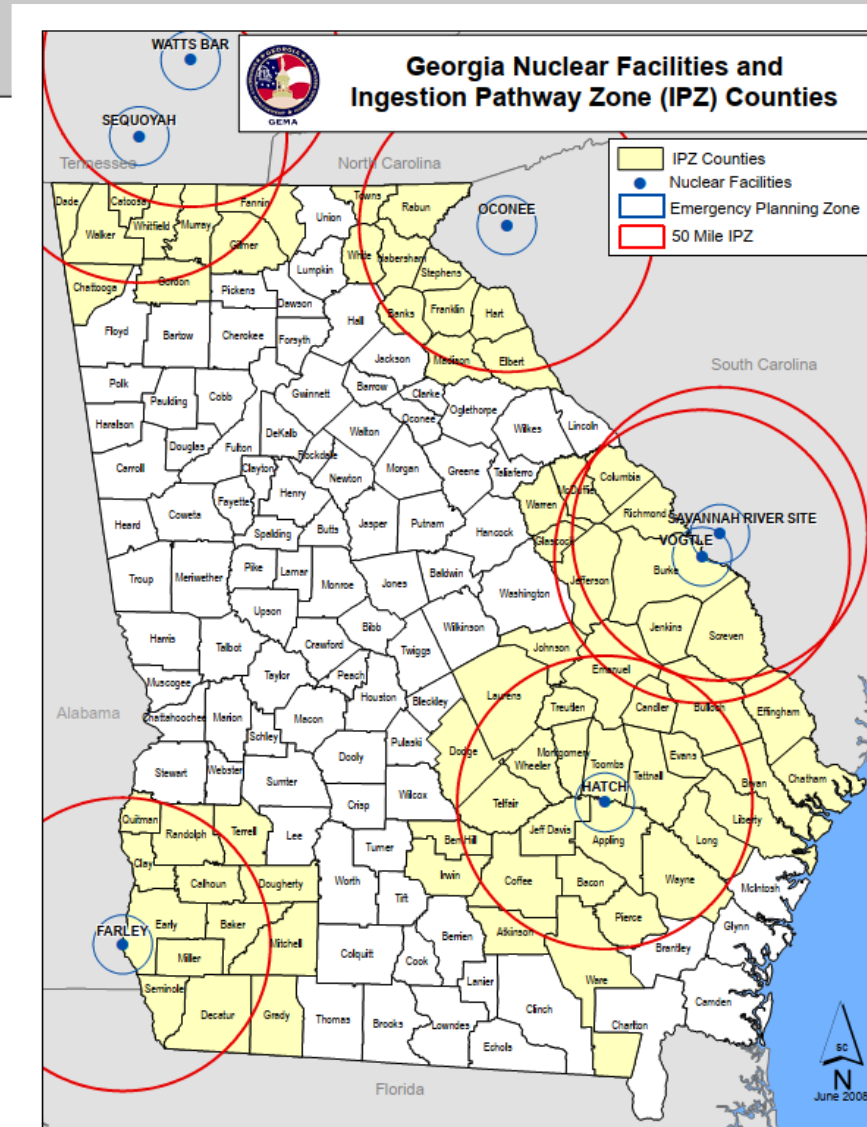 WATTS BAR
SEQUOYAH
Tennessee
North Carolina
GEORGIA
GEMA
Georgia Nuclear Facilities and
Ingestion Pathway Zone (IPZ) Counties
IPZ Counties
Nuclear Facilities
Emergency Planning Zone
50 Mile IPZ
OCONEE
South Carolina
Dade
Catoosa
Fannin
Union
Towns
Rabun
Walker
Whitfield
Murray
Gilmer
White
Habersham
Stephens
Lumpkin
Chattooga
Gordon
Pickens
Dawson
Banks
Franklin
Hart
Floyd
Bartow
Cherokee
Forsyth
Hall
Jackson
Madison
Elbert
Polk
Paulding
Cobb
Gwinnett
Barrow
Clarke
Oconee
Oglethorpe
Wilkes
Lincoln
Haralson
Douglas
Fulton
DeKalb
Rockdale
Walton
Carroll
Clayton
Newton
Morgan
Greene
Taliaferro
McDuffie
Columbia
Fayette
Henry
Warren
Richmond
Heard
Coweta
Spalding
Butts
Jasper
Putnam
Hancock
Glascock
SAVANNAH RIVER SITE
VOGTLE
Burke
Troup
Meriwether
Pike
Lamar
Monroe
Jones
Baldwin
Washington
Jefferson
Upson
Bibb
Wilkinson
Jenkins
Screven
Harris
Talbot
Crawford
Twiggs
Johnson
Emanuel
Muscogee
Taylor
Peach
Houston
Bleckley
Laurens
Treutlen
Candler
Bulloch
Effingham
Alabama
Chattahoochee
Marion
Schley
Macon
Pulaski
Dodge
Wheeler
Montgomery
Toombs
Tattnall
Evans
Bryan
Chatham
Stewart
Webster
Sumter
Dooly
Crisp
Wilcox
Telfair
HATCH
Liberty
Quitman
Randolph
Terrell
Lee
Turner
Ben Hill
Jeff Davis
Appling
Long
Clay
Calhoun
Dougherty
Worth
Tift
Irwin
Coffee
Bacon
Wayne
McIntosh
FARLEY
Early
Baker
Mitchell
Miller
Colquitt
Cook
Berrien
Atkinson
Pierce
Brantley
Glynn
Seminole
Decatur
Grady
Thomas
Brooks
Lowndes
Lanier
Echols
Clinch
Ware
Charlton
Camden
Florida
SC
N
June 2008